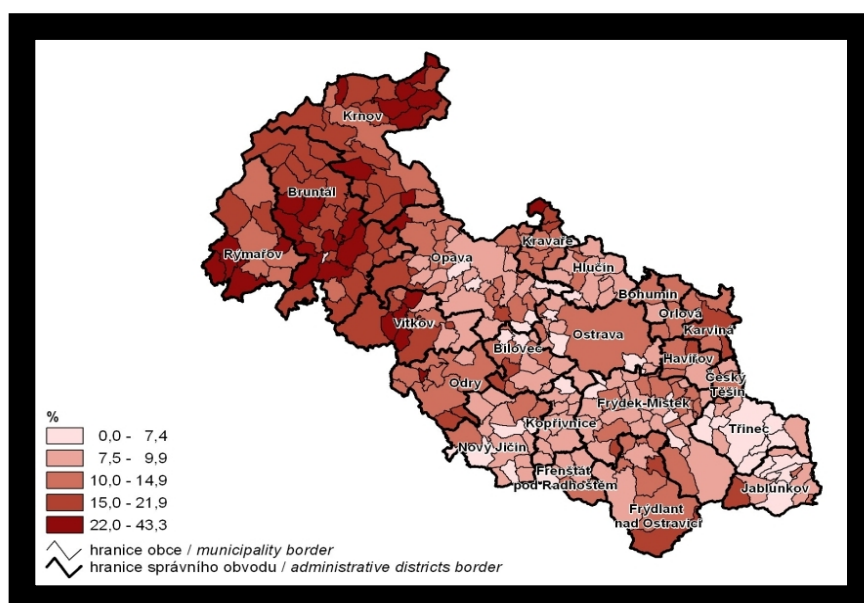 Krnov
Bruntál
Rýmařov
Opava
Kravaře
Hlučín
Bohumín
Orlová
Karviná
Ostrava
Vítkov
Bílovec
Havířov
Český
Těšín
Odry
Frýdek-Místek
Třinec
Kopřivnice
Nový Jičín
Frenštát
pod Radhoštěm
Jablunkov
Frýdlant
nad Ostravicí
%
0,0 - 7,4
7,5 - 9,9
10,0 - 14,9
15,0 - 21,9
22,0 - 43,3
hranice obce / municipality border
hranice správního obvodu / administrative districts border